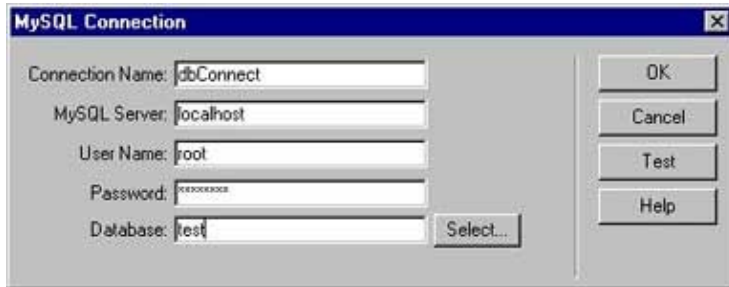 MySQL Connection
Connection Name: dbConnect
MySQL Server: localhost
User Name: root
Password: ********
Database: test
Select...
OK
Cancel
Test
Help